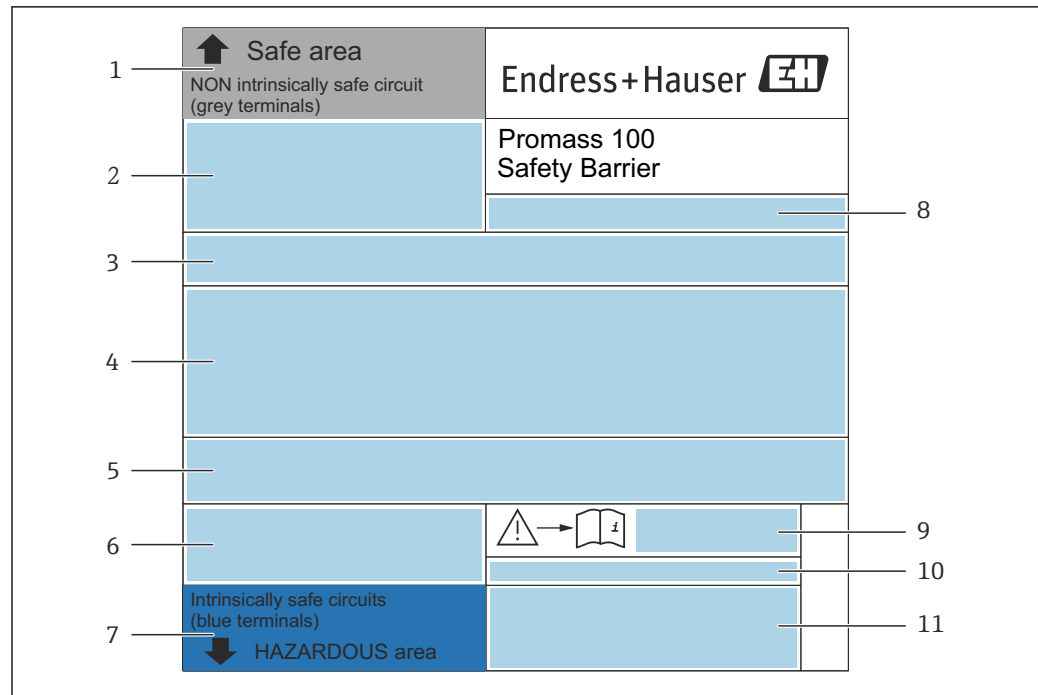 Safe area
NON intrinsically safe circuit
(grey terminals)
Endress+Hauser EH
Promass 100
Safety Barrier
1
2
3
4
5
6
7
8
9
10
11
i
Intrinsically safe circuits
(blue terminals)
HAZARDOUS area